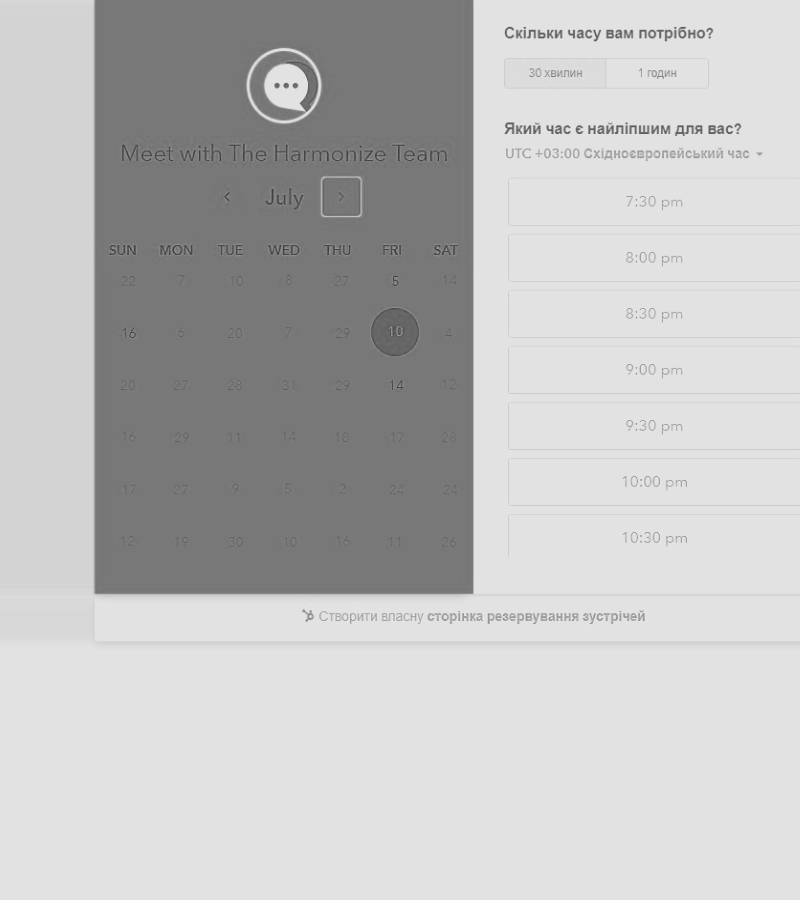 Meet with The Harmonize Team
July
SUN MON TUE WED THU FRI SAT
22 7 10 8 27 5 14
16 6 20 7 29 10 4
20 27 28 31 29 14 12
16 29 11 14 18 17 28
17 27 9 5 2 24 24
12 19 30 10 16 11 26
Скільки часу вам потрібно?
30 хвилин 1 годин
Який час є найліпшим для вас?
UTC +03:00 Східноєвропейський час
7:30 pm
8:00 pm
8:30 pm
9:00 pm
9:30 pm
10:00 pm
10:30 pm
Створити власну сторінка резервування зустрічей